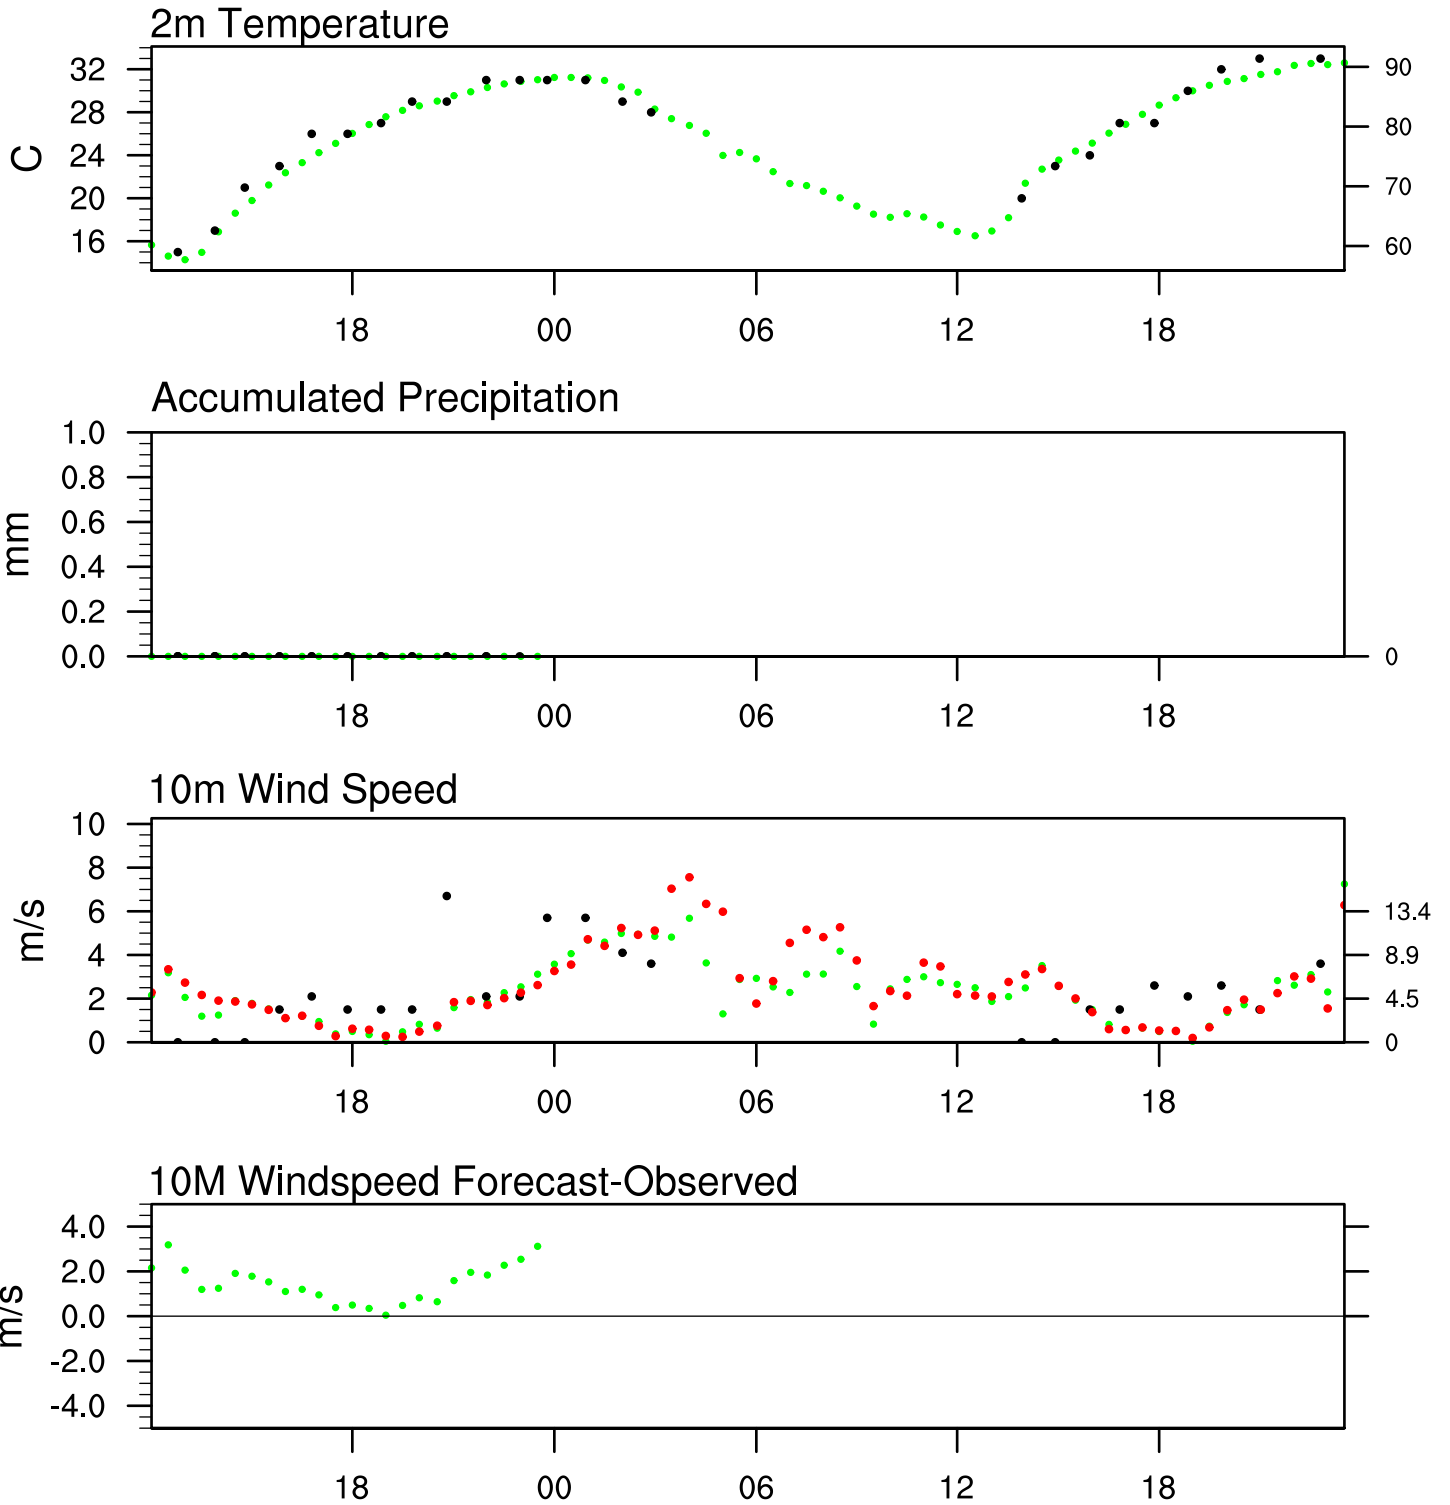 2m Temperature
32
28
24
20
16
C
90
80
70
60
18 00 06 12 18
Accumulated Precipitation
1.0
0.8
0.6
0.4
0.2
0.0
mm
0
18 00 06 12 18
10m Wind Speed
10
8
6
4
2
0
m/s
13.4
8.9
4.5
0
18 00 06 12 18
10M Windspeed Forecast-Observed
4.0
2.0
0.0
-2.0
-4.0
m/s
18 00 06 12 18